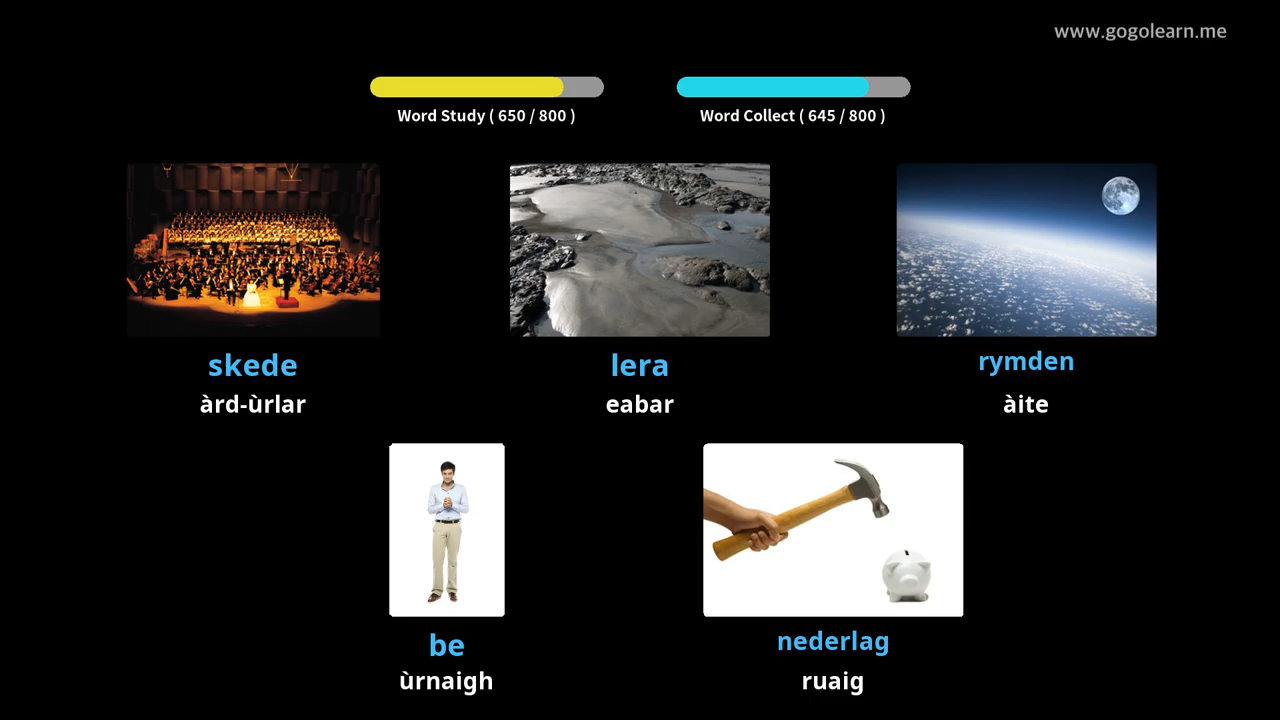 www.gogolearn.me
Word Study ( 650 / 800 )
Word Collect ( 645 / 800 )
skede
àrd-ùrlar
lera
eabar
rymden
àite
be
ùrnaigh
nederlag
ruaig